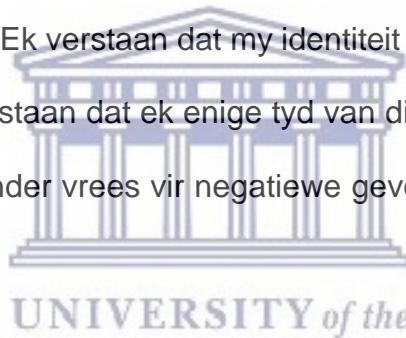 Ek verstaan dat my identiteit
staan dat ek enige tyd van di
nder vrees vir negatiewe gev
UNIVERSITY of the